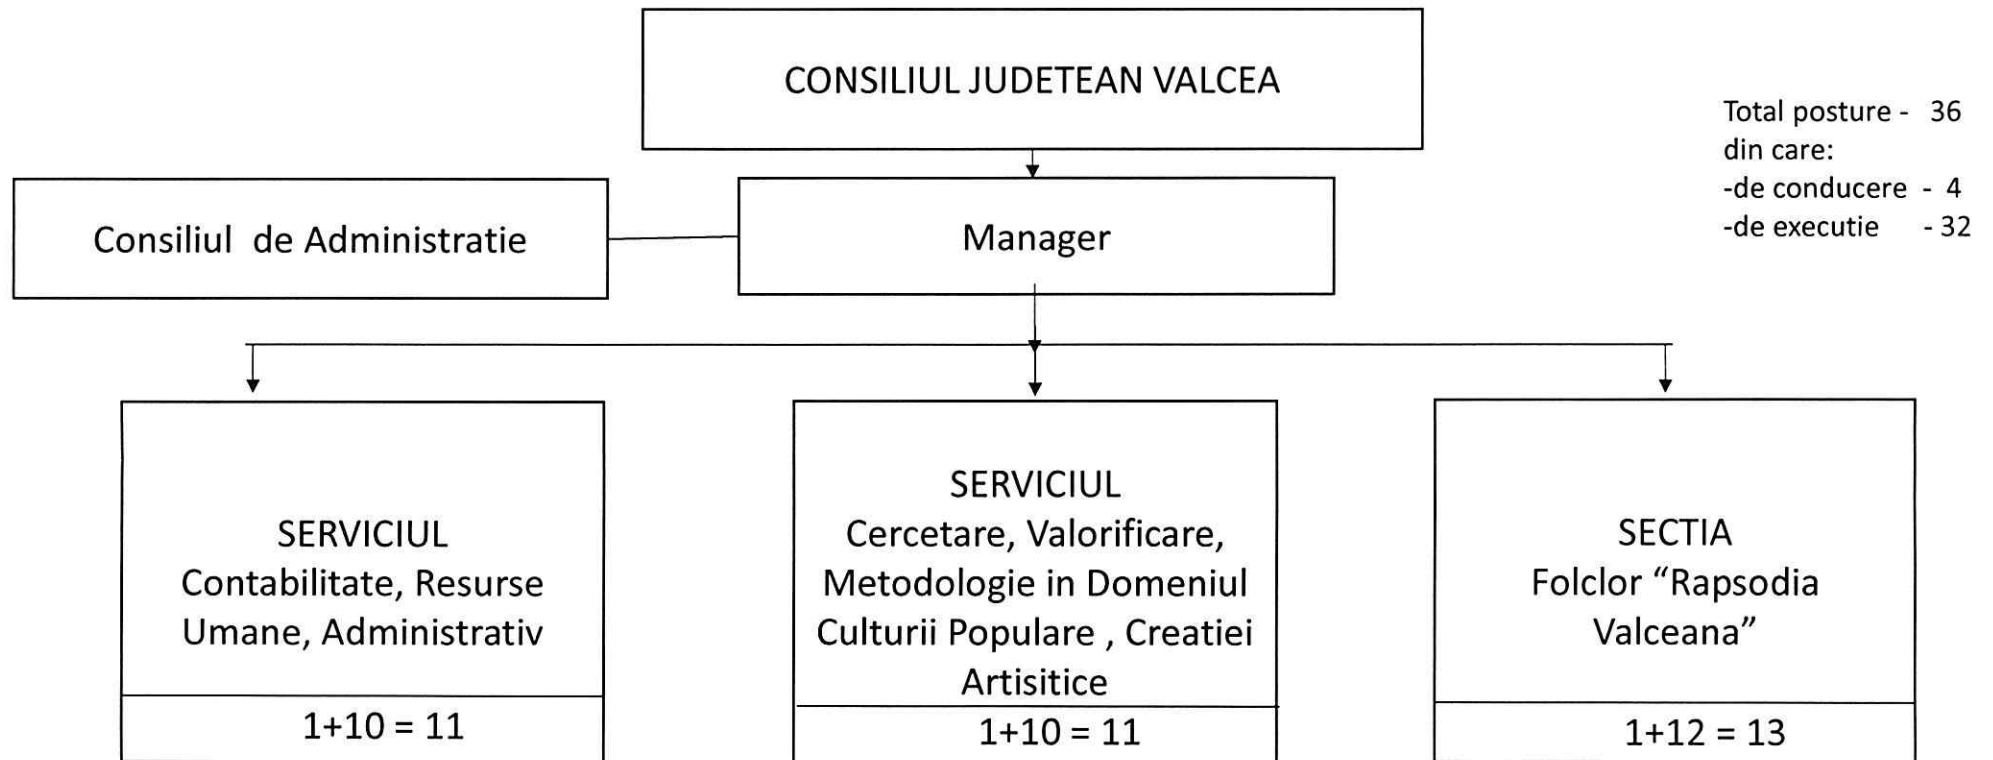 CONSILIUL JUDETEAN VALCEA
Total posture - 36
din care:
-de conducere - 4
-de executie - 32
Consiliul de Administratie
Manager
SERVICIUL
Contabilitate, Resurse
Umane, Administrativ
1+10 = 11
SERVICIUL
Cercetare, Valorificare,
Metodologie in Domeniul
Culturii Populare , Creatiei
Artisitice
1+10 = 11
SECTIA
Folclor “Rapsodia
Valceana”
1+12 = 13